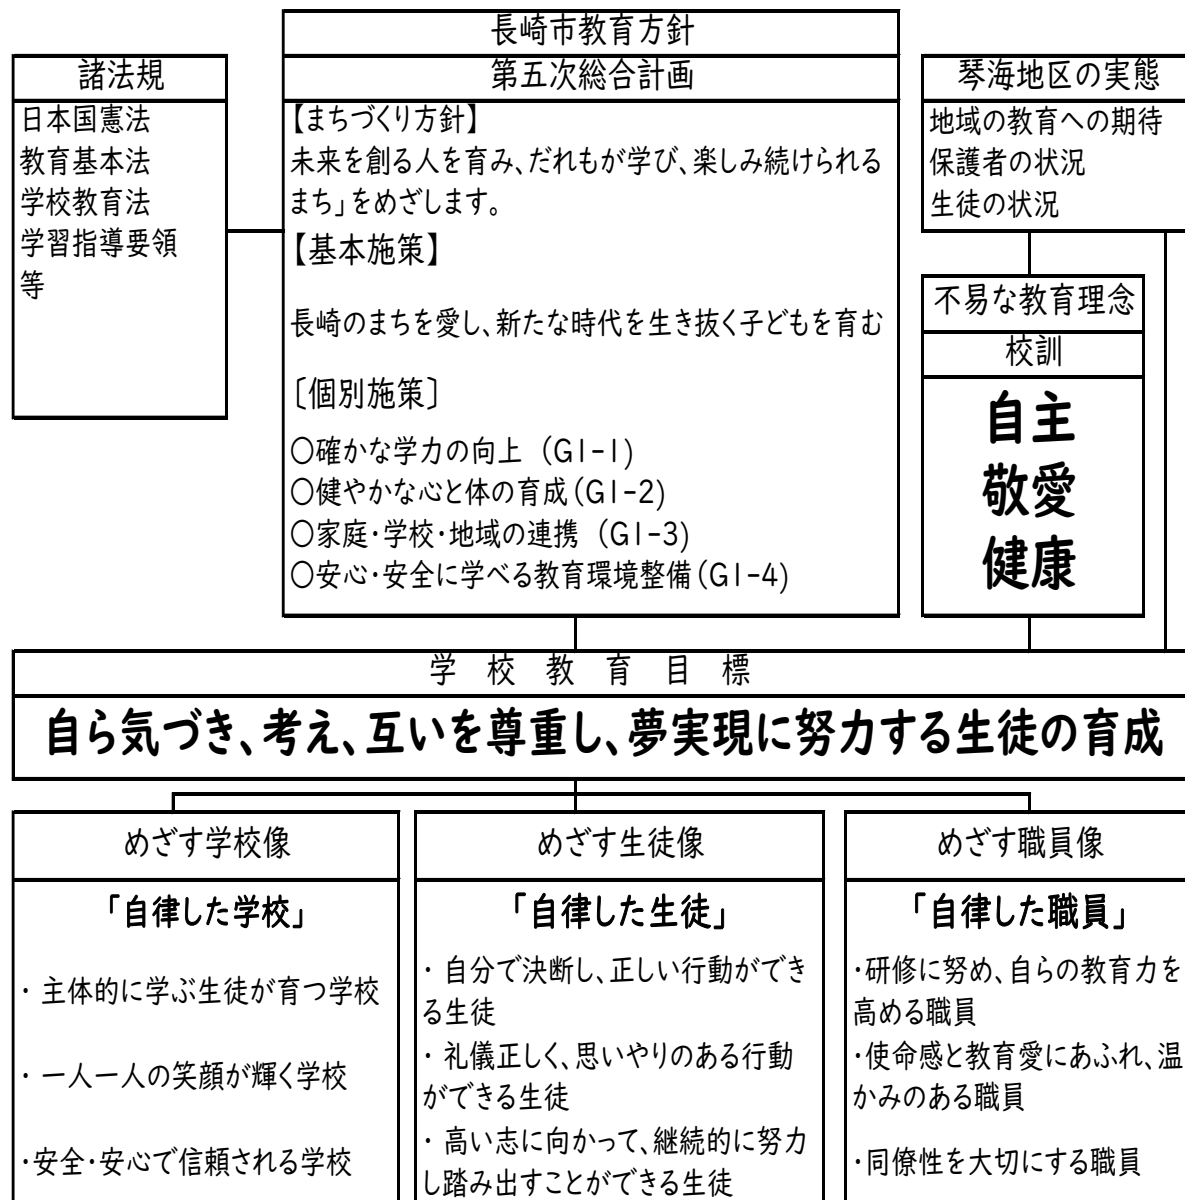 長崎市教育方針
第五次総合計画
諸法規
日本国憲法
教育基本法
学校教育法
学習指導要領
等
【まちづくり方針】
未来を創る人を育み、だれもが学び、楽しみ続けられる
まち」をめざします。
【基本施策】
長崎のまちを愛し、新たな時代を生き抜く子どもを育む
〔個別施策〕
○確かな学力の向上 (G1-1)
○健やかな心と体の育成(G1-2)
○家庭・学校・地域の連携 (G1-3)
○安心・安全に学べる教育環境整備(G1-4)
琴海地区の実態
地域の教育への期待
保護者の状況
生徒の状況
不易な教育理念
校訓
自主
敬愛
健康
学 校 教 育 目 標
自ら気づき、考え、互いを尊重し、夢実現に努力する生徒の育成
めざす学校像
「自律した学校」
・ 主体的に学ぶ生徒が育つ学校
・ 一人一人の笑顔が輝く学校
・安全・安心で信頼される学校
めざす生徒像
「自律した生徒」
・ 自分で決断し、正しい行動ができ
る生徒
・ 礼儀正しく、思いやりのある行動
ができる生徒
・ 高い志に向かって、継続的に努力
し踏み出すことができる生徒
めざす職員像
「自律した職員」
・研修に努め、自らの教育力を
高める職員
・使命感と教育愛にあふれ、温
かみのある職員
・同僚性を大切にする職員